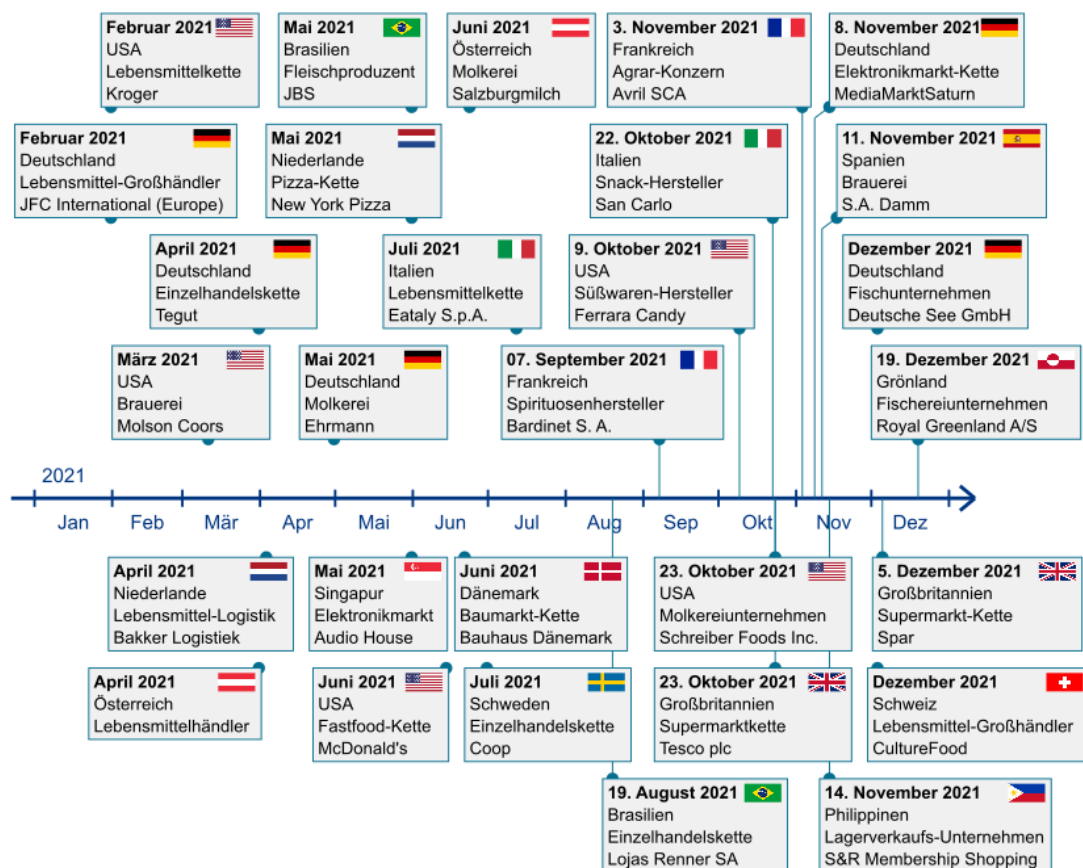 Februar 2021
USA
Lebensmittelkette
Kroger
Mai 2021
Brasilien
Fleischproduzent
JBS
Juni 2021
Österreich
Molkerei
Salzburgmilch
3. November 2021
Frankreich
Agrar-Konzern
Avril SCA
8. November 2021
Deutschland
Elektronikmarkt-Kette
MediaMarktSaturn
Februar 2021
Deutschland
Lebensmittel-Großhändler
JFC International (Europe)
Mai 2021
Niederlande
Pizza-Kette
New York Pizza
22. Oktober 2021
Italien
Snack-Hersteller
San Carlo
11. November 2021
Spanien
Brauerei
S.A. Damm
April 2021
Deutschland
Einzelhandelskette
Tegut
Juli 2021
Italien
Lebensmittelkette
Eataly S.p.A.
9. Oktober 2021
USA
Süßwaren-Hersteller
Ferrara Candy
Dezember 2021
Deutschland
Fischunternehmen
Deutsche See GmbH
März 2021
USA
Brauerei
Molson Coors
Mai 2021
Deutschland
Molkerei
Ehrmann
07. September 2021
Frankreich
Spirituosenhersteller
Bardinet S. A.
19. Dezember 2021
Grönland
Fischereiunternehmen
Royal Greenland A/S
2021
Jan Feb Mär Apr Mai Jun Jul Aug Sep Okt Nov Dez
April 2021
Niederlande
Lebensmittel-Logistik
Bakker Logistiek
Mai 2021
Singapur
Elektronikmarkt
Audio House
Juni 2021
Dänemark
Baumarkt-Kette
Bauhaus Dänemark
23. Oktober 2021
USA
Molkereiunternehmen
Schreiber Foods Inc.
5. Dezember 2021
Großbritannien
Supermarkt-Kette
Spar
April 2021
Österreich
Lebensmittelhändler
Juni 2021
USA
Fastfood-Kette
McDonald's
Juli 2021
Schweden
Einzelhandelskette
Coop
23. Oktober 2021
Großbritannien
Supermarktkette
Tesco plc
Dezember 2021
Schweiz
Lebensmittel-Großhändler
CultureFood
19. August 2021
Brasilien
Einzelhandelskette
Lojas Renner SA
14. November 2021
Philippinen
Lagerverkaufs-Unternehmen
S&R Membership Shopping